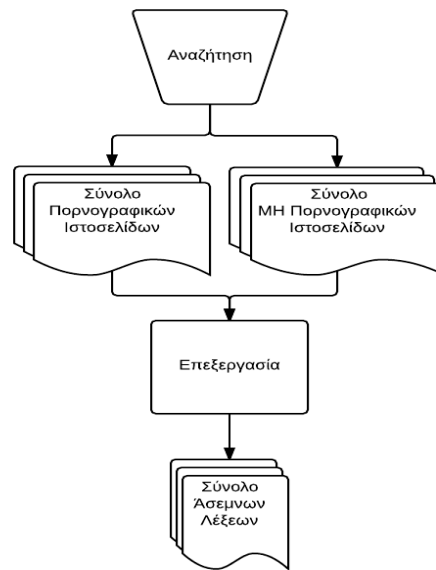 Αναζήτηση
Σύνολο
Πορνογραφικών
Ιστοσελίδων
Σύνολο
ΜΗ Πορνογραφικών
Ιστοσελίδων
Επεξεργασία
Σύνολο
Άσεμνων
Λέξεων